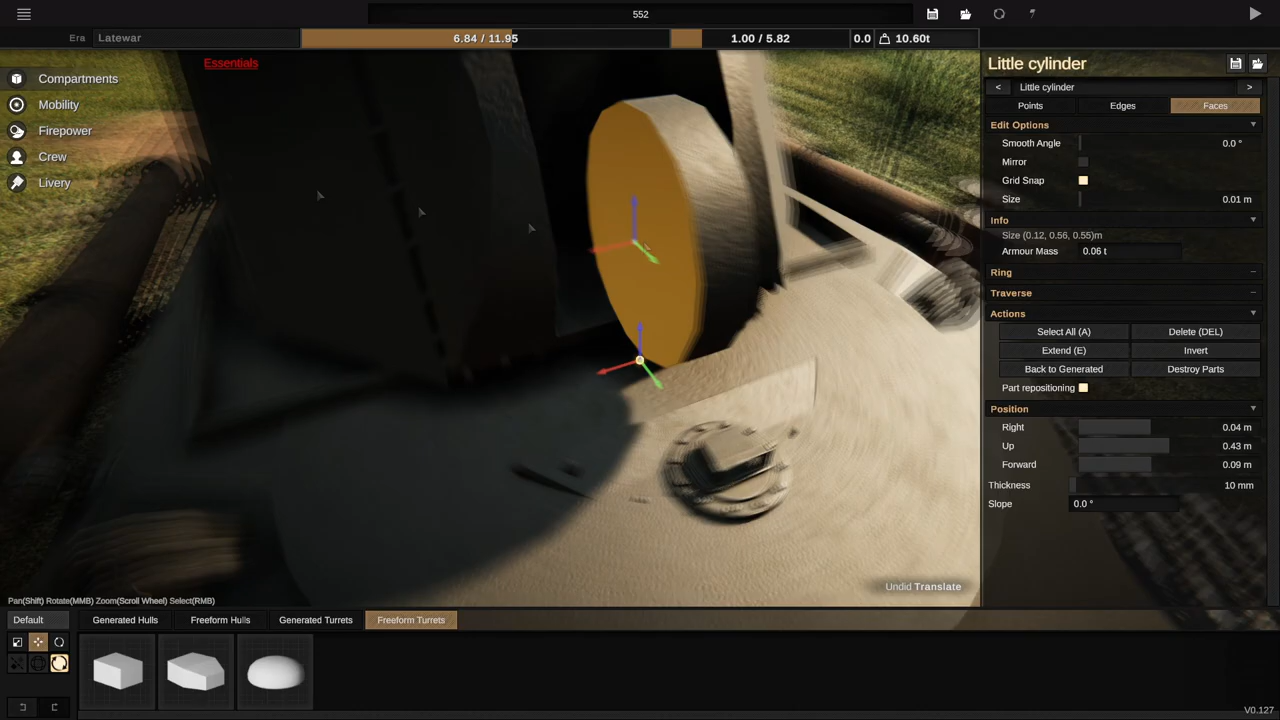 552
Era
Latewar
6.84 / 11.95
1.00 / 5.82
0.0
10.60t
Essentials
Compartments
Mobility
Firepower
Crew
Livery
Little cylinder
<
Little cylinder
>
Points
Edges
Faces
Edit Options
Smooth Angle
0.0 °
Mirror
Grid Snap
Size
0.01 m
Info
Size (0.12, 0.56, 0.55)m
Armour Mass
0.06 t
Ring
Traverse
Actions
Select All (A)
Delete (DEL)
Extend (E)
Invert
Back to Generated
Destroy Parts
Part repositioning
Position
Right
0.04 m
Up
0.43 m
Forward
0.09 m
Thickness
10 mm
Slope
0.0 °
Undid Translate
Pan(Shift) Rotate(MMB) Zoom(Scroll Wheel) Select(RMB)
Default
Generated Hulls
Freeform Hulls
Generated Turrets
Freeform Turrets
V0.127